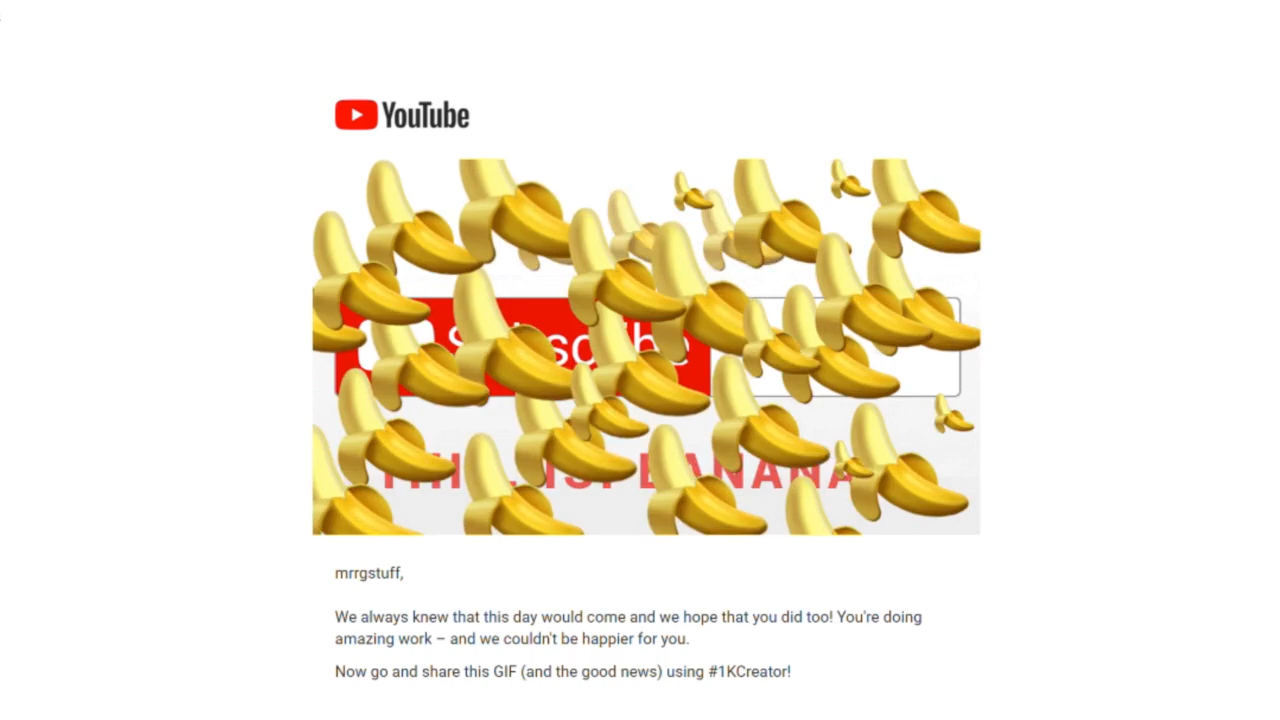 YouTube
Subscribe
mrrgstuff,
We always knew that this day would come and we hope that you did too! You're doing
amazing work – and we couldn't be happier for you.
Now go and share this GIF (and the good news) using #1KCreator!